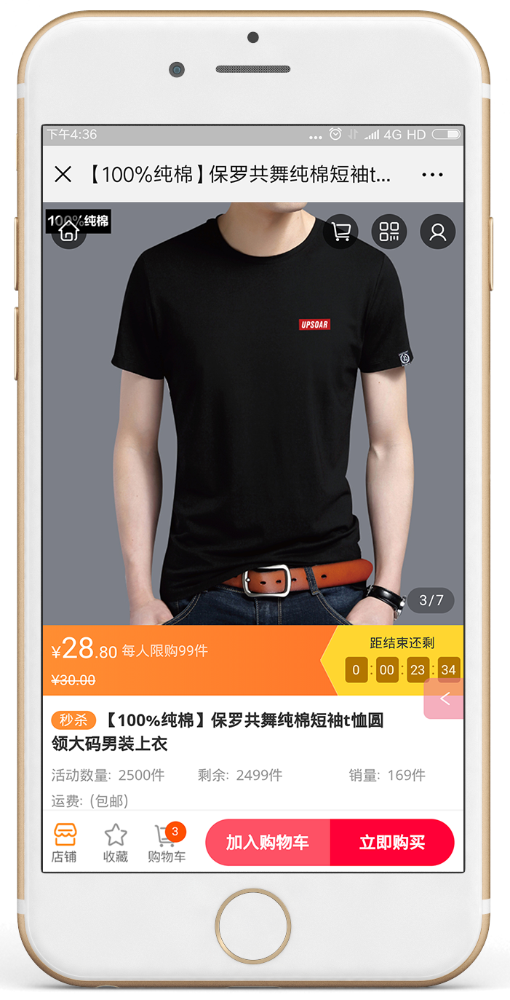 下午4:36
... 4G HD
【100%纯棉】保罗共舞纯棉短袖t...
100%纯棉
UPSOAR
3/7
¥28.80 每人限购99件
¥30.00
距结束还剩
0 : 00 : 23 : 34
秒杀 【100%纯棉】保罗共舞纯棉短袖t恤圆
领大码男装上衣
活动数量: 2500件 剩余: 2499件 销量: 169件
运费: (包邮)
3
店铺 收藏 购物车 加入购物车 立即购买